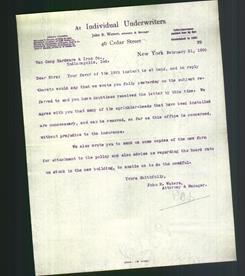 At Individual Underwriters
John R. Waters, Attorney & Manager
46 Cedar Street
New York February 21, 1900
Van Camp Hardware & Iron Co.,
Indianapolis, Ind.
Dear Sirs: Your favor of the 19th instant is at hand, and in reply
thereto would say that we wrote you fully yesterday on the subject re-
ferred to and you have doubtless received the letter by this time. We
agree with you that many of the sprinkler-heads that have been installed
are unnecessary, and can be removed, so far as this office is concerned,
without prejudice to the insurance.
We also wrote you to send us some copies of the new form
for attachment to the policy and also advise us regarding the board rate
on stock in the new building, to enable us to do the needful.
Yours faithfully,
John R. Waters,
Attorney & Manager.